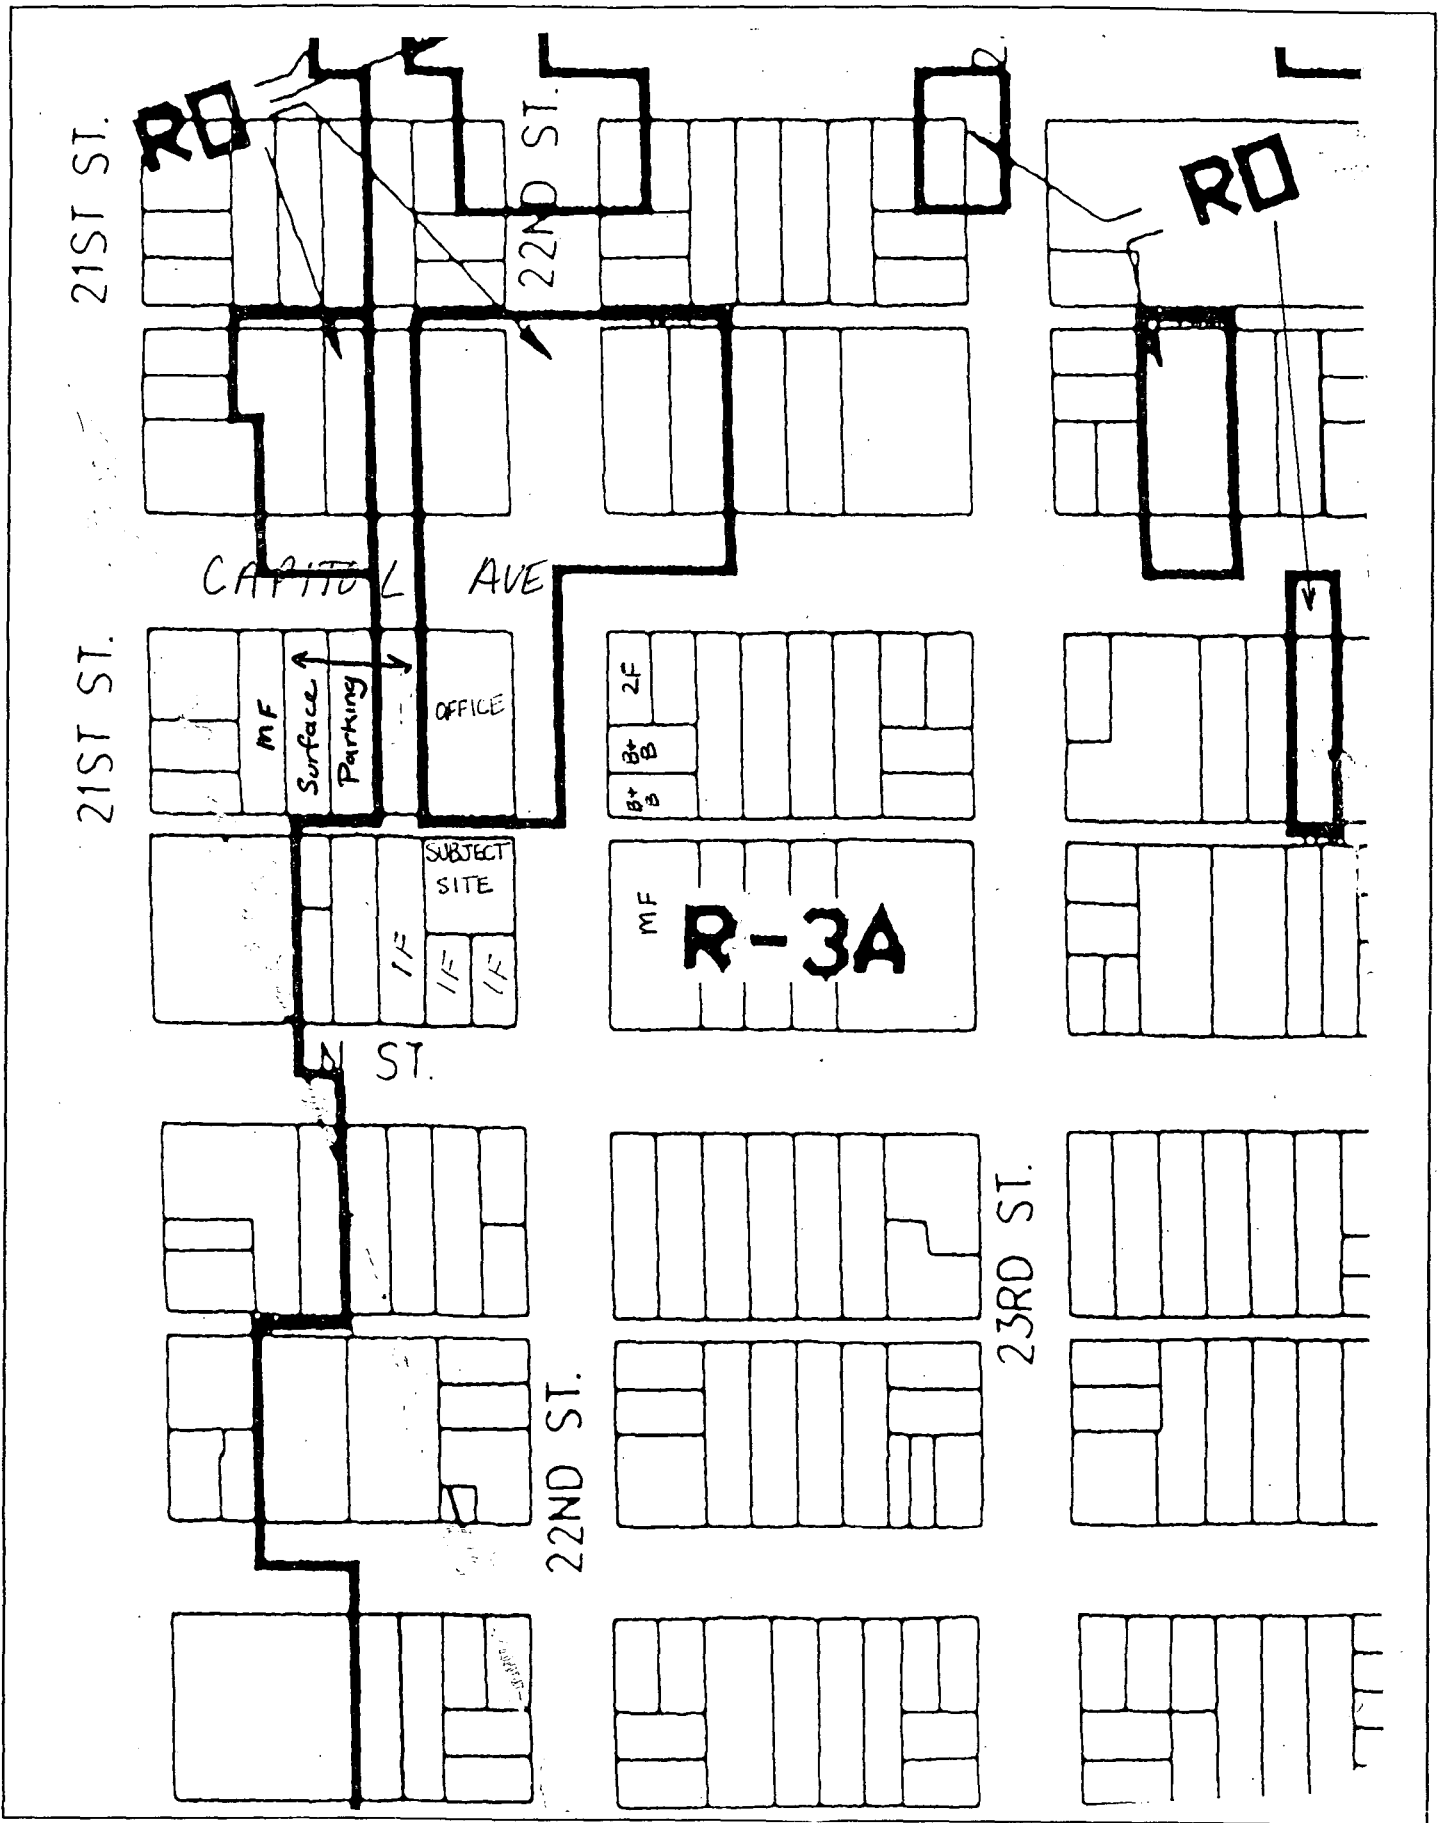 RO
21ST ST.
22ND ST.
RO
CAPITOL AVE
21ST ST.
MF
Surface
Parking
OFFICE
2F
B+B
B+B
SUBJECT
SITE
1F
1F
1F
MF
R-3A
N ST.
23RD ST.
22ND ST.